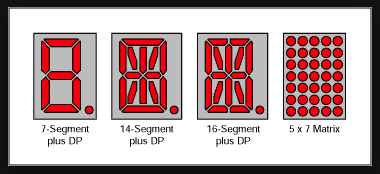 7-Segment
plus DP
14-Segment
plus DP
16-Segment
plus DP
5 x 7 Matrix